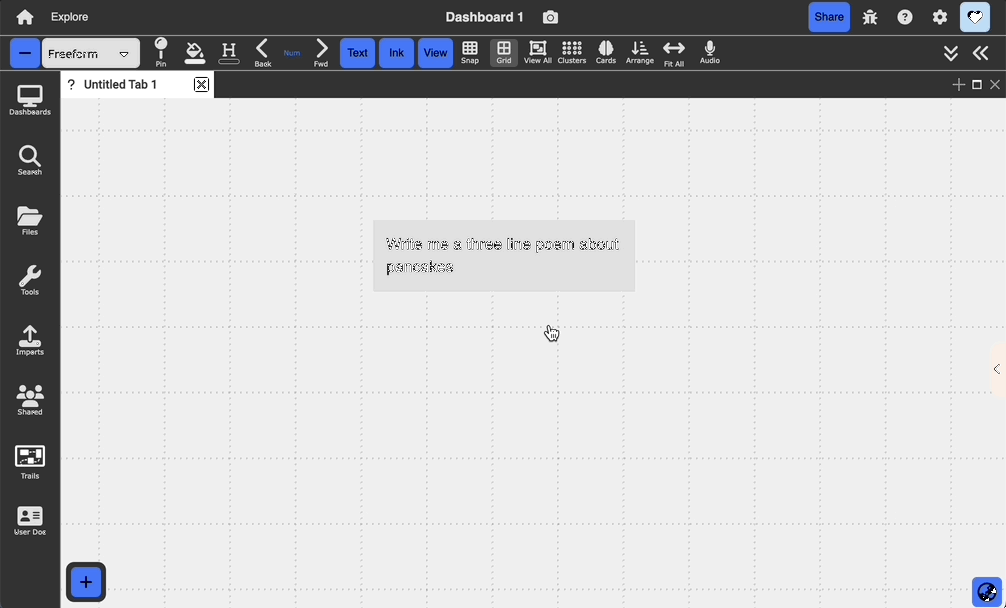 Explore
Dashboard 1
Share
Freeform
Pin
H
Back
Num
Fwd
Text
Ink
View
Snap
Grid
View All
Clusters
Cards
Arrange
Fit All
Audio
? Untitled Tab 1
Dashboards
Search
Files
Tools
Imports
Shared
Trails
User Doc
Write me a three line poem about
pancakes